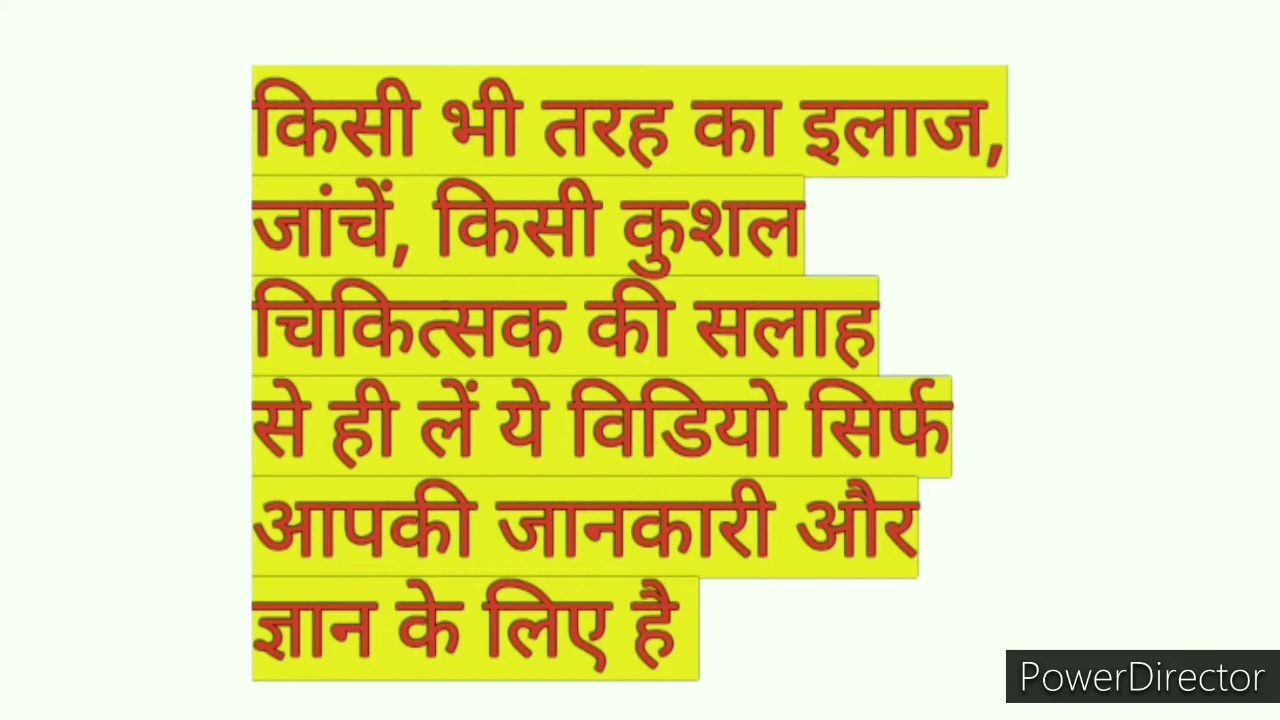 किसी भी तरह का इलाज,
जांचें, किसी कुशल
चिकित्सक की सलाह
से ही लें ये विडियो सिर्फ
आपकी जानकारी और
ज्ञान के लिए है
PowerDirector